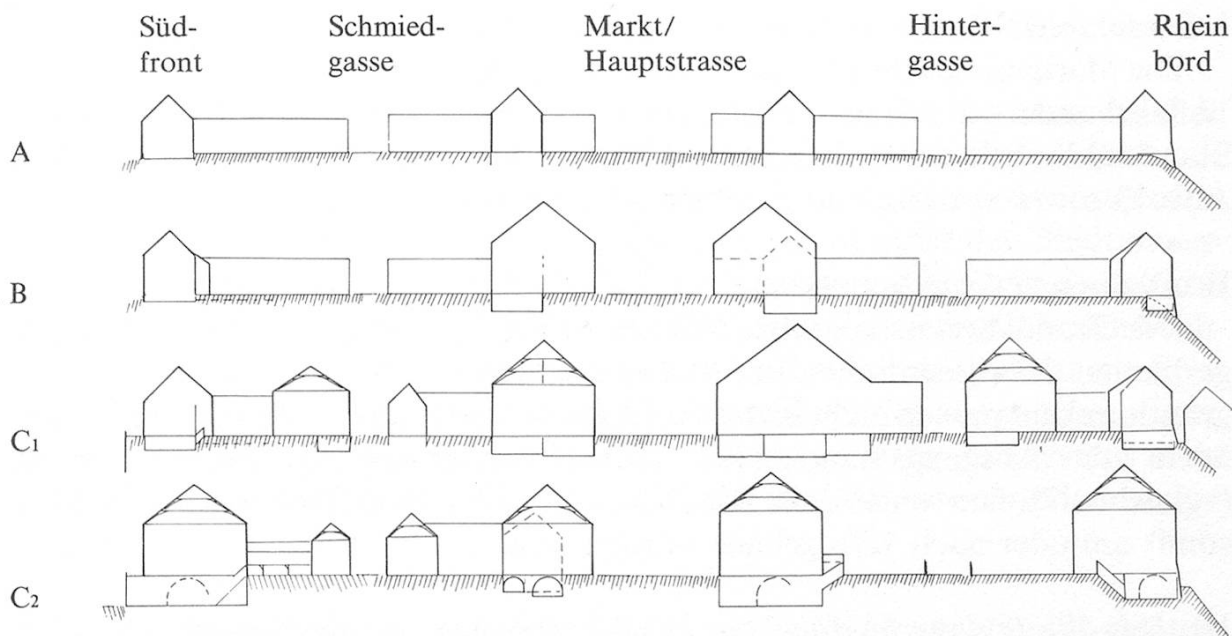 Süd-
front
Schmied-
gasse
Markt/
Hauptstrasse
Hinter-
gasse
Rhein
bord
A
B
C1
C2